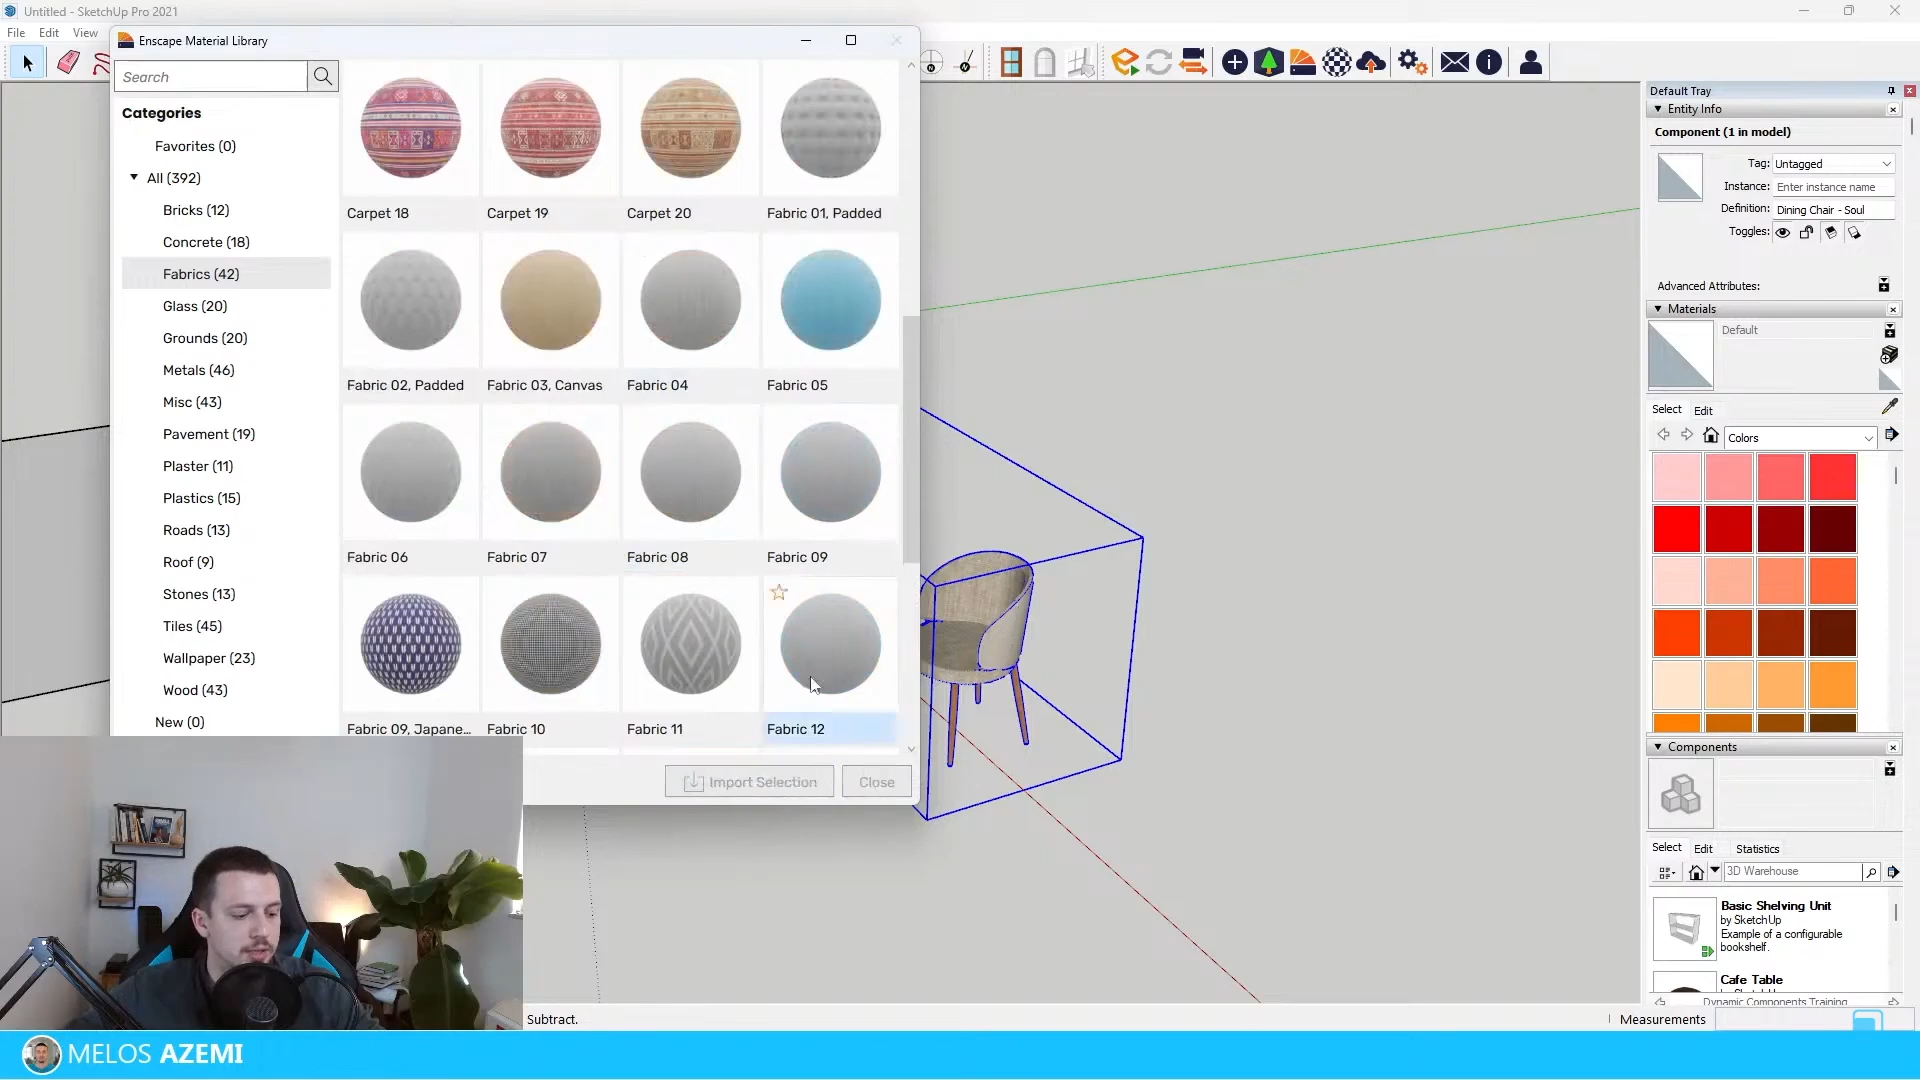 Untitled - SketchUp Pro 2021
File Edit View
Enscape Material Library
Search
Categories
Favorites (0)
All (392)
Bricks (12)
Concrete (18)
Fabrics (42)
Glass (20)
Grounds (20)
Metals (46)
Misc (43)
Pavement (19)
Plaster (11)
Plastics (15)
Roads (13)
Roof (9)
Stones (13)
Tiles (45)
Wallpaper (23)
Wood (43)
New (0)
Carpet 18 Carpet 19 Carpet 20 Fabric 01, Padded
Fabric 02, Padded Fabric 03, Canvas Fabric 04 Fabric 05
Fabric 06 Fabric 07 Fabric 08 Fabric 09
Fabric 09, Japane... Fabric 10 Fabric 11 Fabric 12
Import Selection Close
Default Tray
Entity Info
Component (1 in model)
Tag: Untagged
Instance: Enter instance name
Definition: Dining Chair - Soul
Toggles:
Advanced Attributes:
Materials
Default
Select Edit
Colors
Components
Select Edit Statistics
3D Warehouse
Basic Shelving Unit
by SketchUp
Example of a configurable
bookshelf.
Cafe Table
Dynamic Components Training
Subtract.
Measurements
MELOS AZEMI